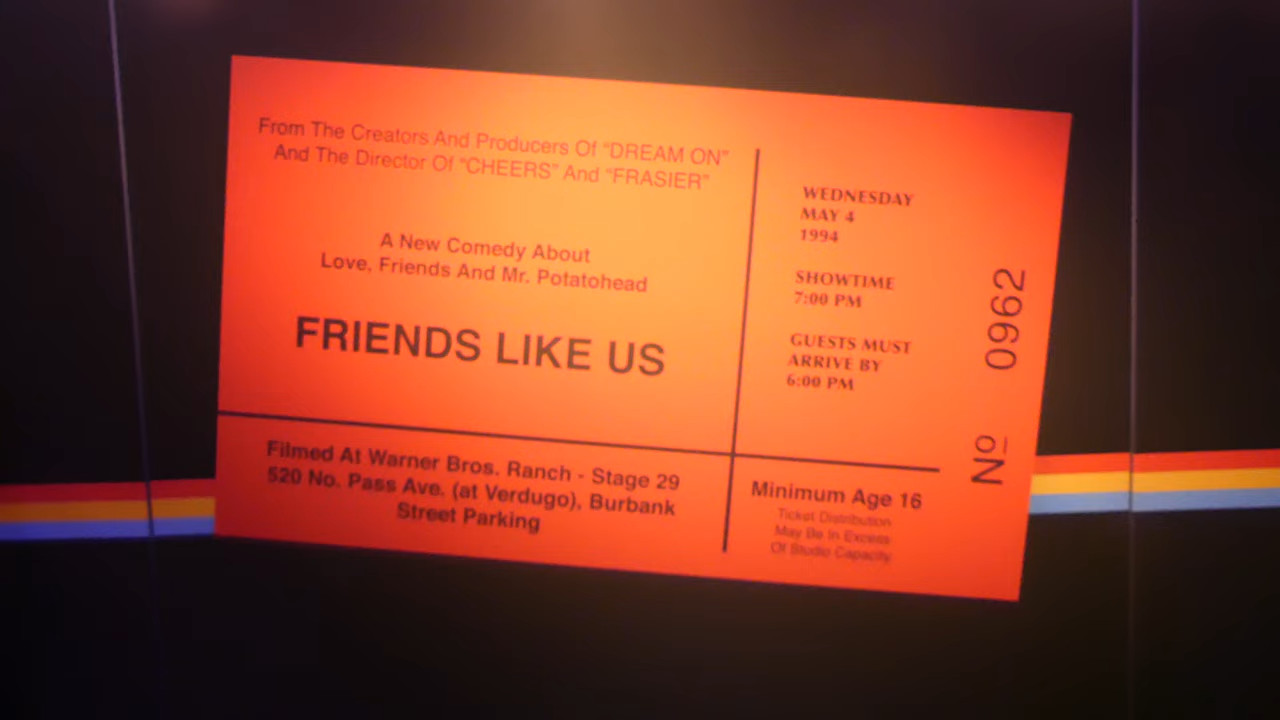 From The Creators And Producers Of "DREAM ON"
And The Director Of "CHEERS" And "FRASIER"
A New Comedy About
Love, Friends And Mr. Potatohead
FRIENDS LIKE US
Filmed At Warner Bros. Ranch - Stage 29
520 No. Pass Ave. (at Verdugo), Burbank
Street Parking
WEDNESDAY
MAY 4
1994
SHOWTIME
7:00 PM
GUESTS MUST
ARRIVE BY
6:00 PM
Minimum Age 16
Ticket Distribution
May Be In Excess
Of Studio Capacity
Nº 0962